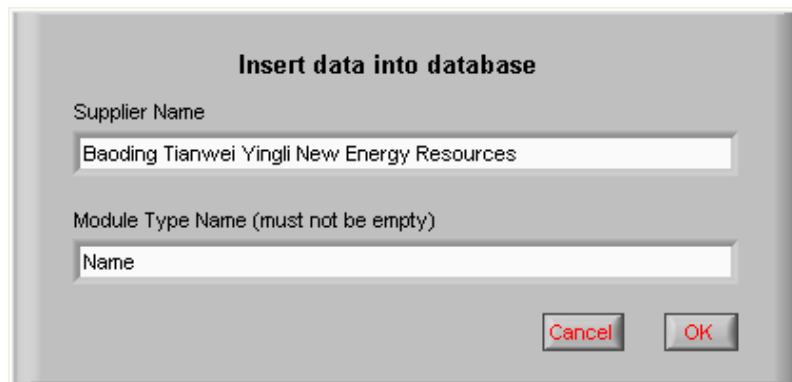 Insert data into database
Supplier Name
Baoding Tianwei Yingli New Energy Resources
Module Type Name (must not be empty)
Name
Cancel OK